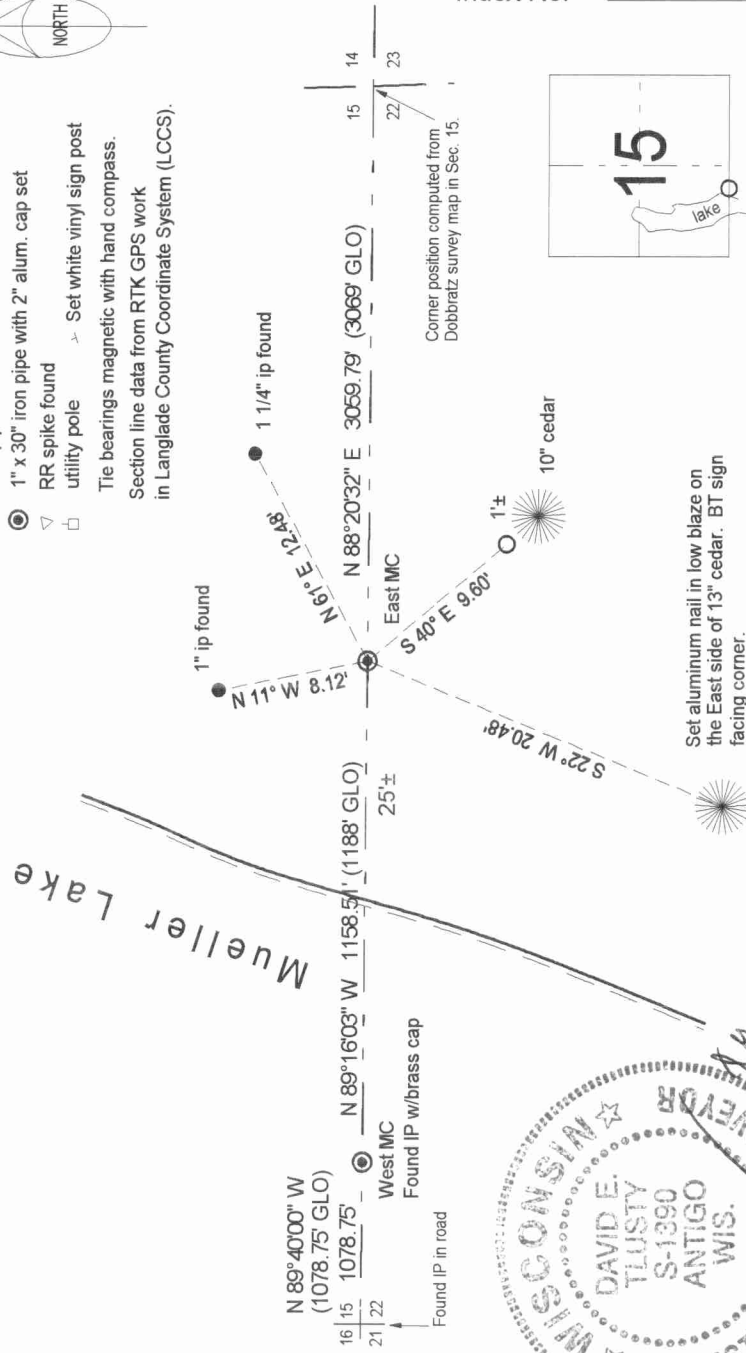 NORTH
1" x 30" iron pipe with 2" alum. cap set
RR spike found
utility pole
Set white vinyl sign post
Tie bearings magnetic with hand compass.
Section line data from RTK GPS work
in Langlade County Coordinate System (LCCS).
Mueller Lake
1" ip found
N 11° W 8.12'
1 1/4" ip found
N 61° E 12.48'
N 89°40'00" W
(1078.75' GLO)
1078.75'
16 15
21 22
Found IP in road
N 89°16'03" W 1158.51' (1188' GLO)
West MC
Found IP w/brass cap
25'±
N 88°20'32" E 3059.79' (3069' GLO)
East MC
15 14
22 23
Corner position computed from
Dobbratz survey map in Sec. 15.
S 40° E 9.60'
1'±
10" cedar
S22° W 20.48'
Set aluminum nail in low blaze on
the East side of 13" cedar. BT sign
facing corner.
15
lake
WISCONSIN
DAVID E.
TLUSTY
S-1390
ANTIGO
WIS.